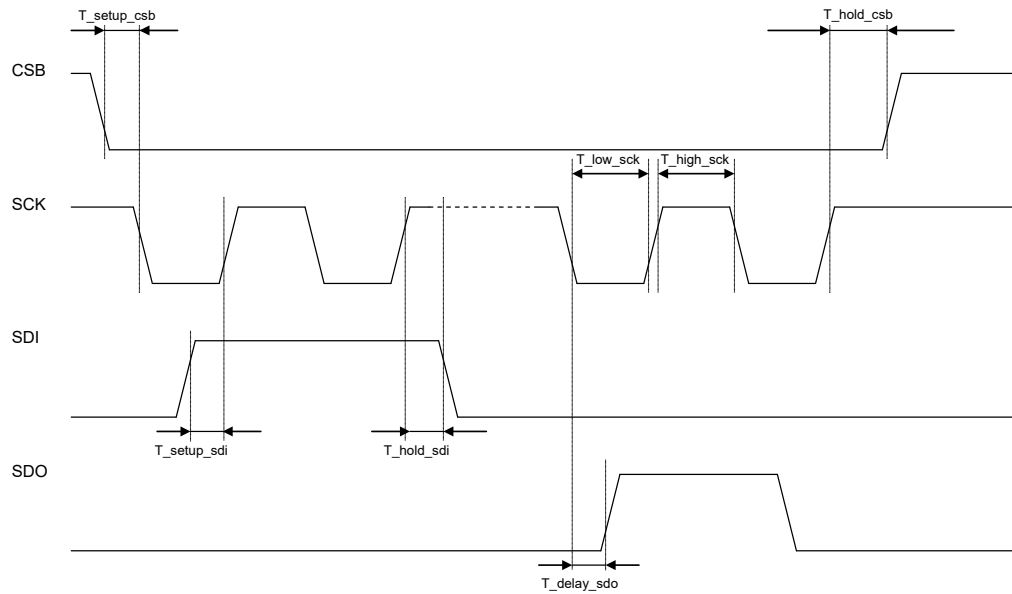 T_setup_csb
T_hold_csb
CSB
T_low_sck
T_high_sck
SCK
SDI
T_setup_sdi
T_hold_sdi
SDO
T_delay_sdo